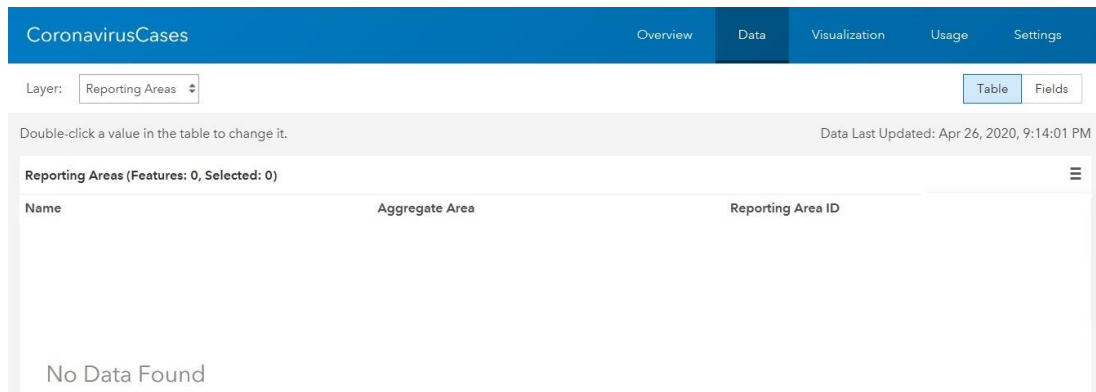 CoronavirusCases Overview Data Visualization Usage Settings
Layer: Reporting Areas Table Fields
Double-click a value in the table to change it. Data Last Updated: Apr 26, 2020, 9:14:01 PM
Reporting Areas (Features: 0, Selected: 0)
Name Aggregate Area Reporting Area ID
No Data Found